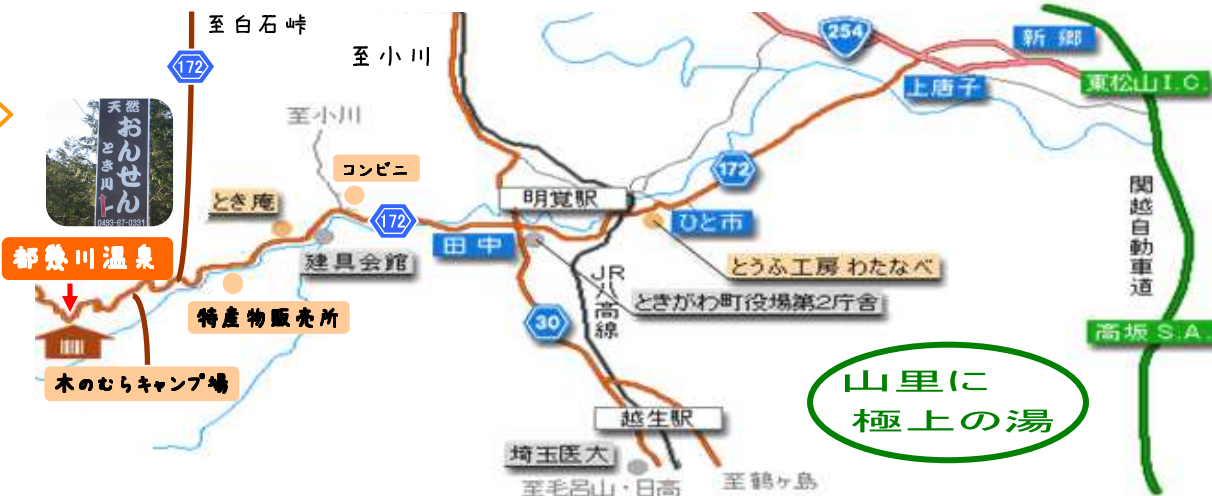 至白石峠
172
至小川
254
新郷
東松山I.C.
上唐子
天然
おんせん
とき川
0493-67-0331
至小川
コンビニ
とき庵
172
明覚駅
172
関越自動車道
ひと市
田中
建具会館
都幾川温泉
とうふ工房 わたなべ
JR八高線
ときがわ町役場第2庁舎
特産物販売所
30
高坂 S.A.
木のむらキャンプ場
山里に
極上の湯
越生駅
埼玉医大
至毛呂山・日高
至鶴ヶ島